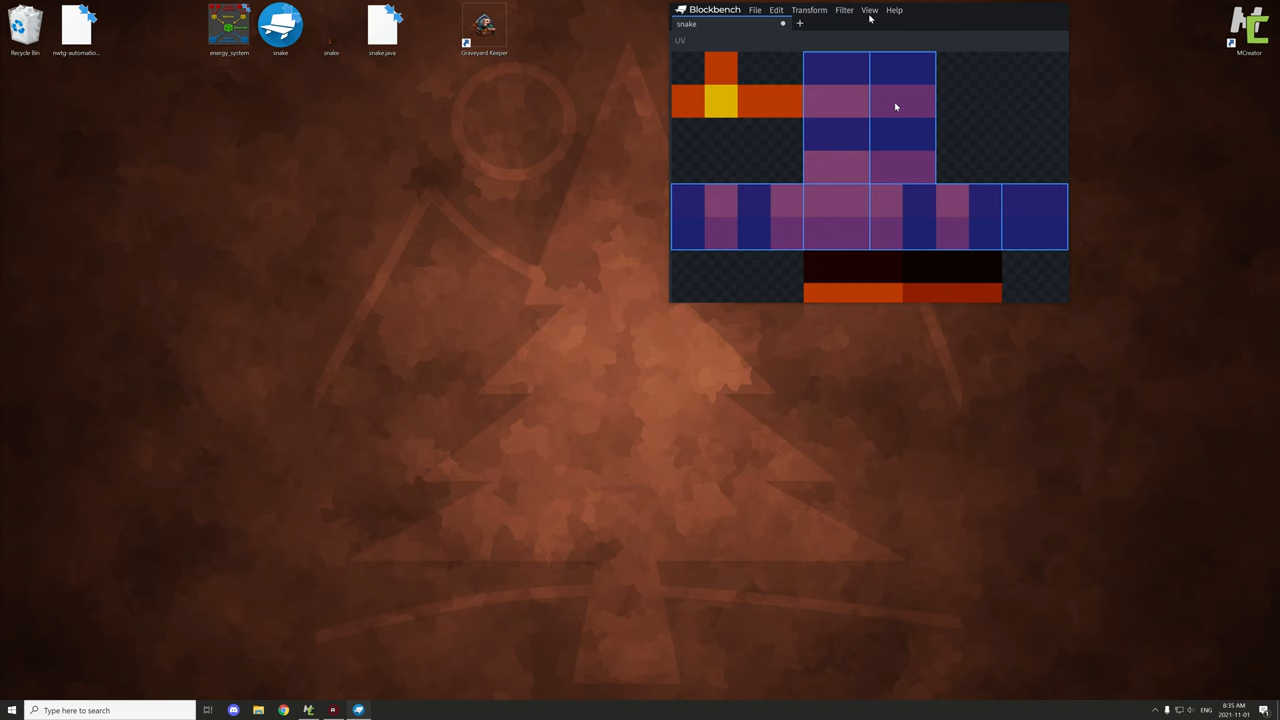 Blockbench File Edit Transform Filter View Help
snake
+
UV
Recycle Bin
nwtg-automatio...
energy_system
snake
snake
snake.java
Graveyard Keeper
MCreator
Type here to search
ENG
8:35 AM
2021-11-01